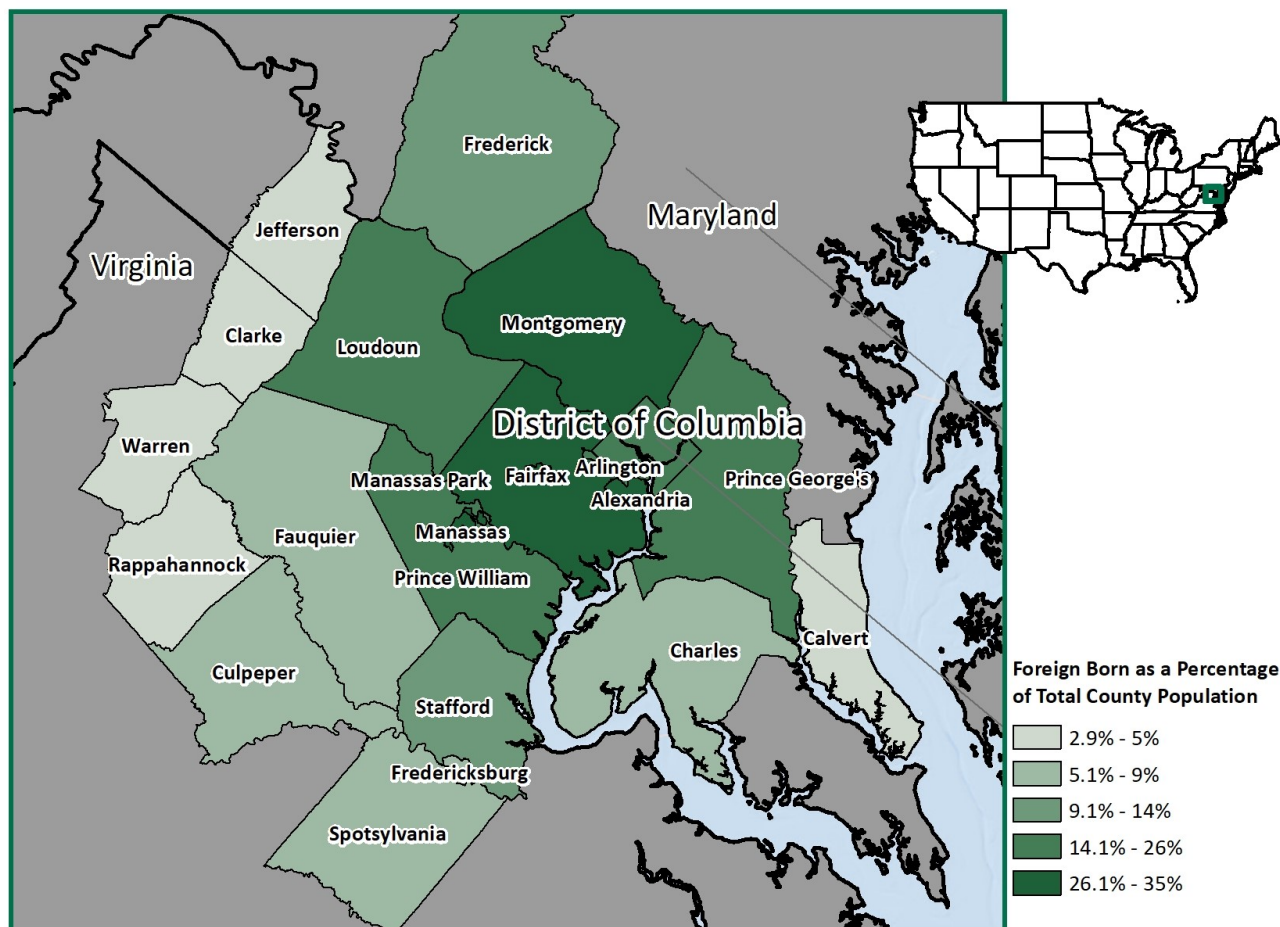 Frederick
Maryland
Jefferson
Virginia
Montgomery
Clarke
Loudoun
District of Columbia
Warren
Arlington
Manassas Park
Fairfax
Prince George's
Alexandria
Manassas
Fauquier
Rappahannock
Prince William
Calvert
Charles
Culpeper
Stafford
Fredericksburg
Spotsylvania
Foreign Born as a Percentage
of Total County Population
2.9% - 5%
5.1% - 9%
9.1% - 14%
14.1% - 26%
26.1% - 35%